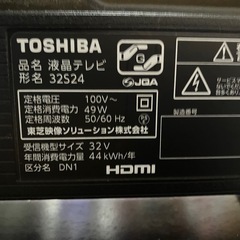 TOSHIBA
品名 液晶テレビ
形名 32S24
JQA
定格電圧 100V~
定格消費電力 49W
定格周波数 50/60 Hz
東芝映像ソリューション株式会社
受信機型サイズ 32V
年間消費電力量 44kWh/年
区分名 DN1
HDMI
製造番号